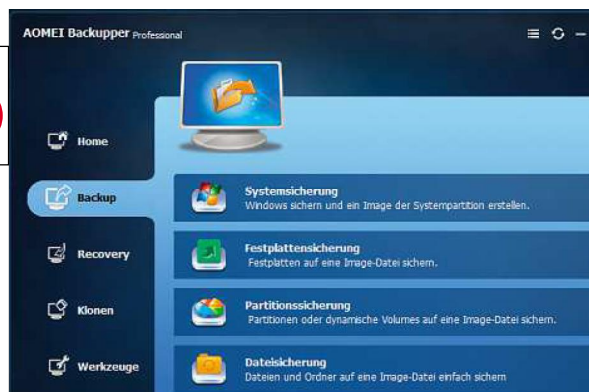 AOMEI Backupper Professional
Home
Backup
Recovery
Klonen
Werkzeuge
Systemsicherung
Windows sichern und ein Image der Systempartition erstellen.
Festplattensicherung
Festplatten auf eine Image-Datei sichern.
Partitionssicherung
Partitionen oder dynamische Volumes auf eine Image-Datei sichern.
Dateisicherung
Dateien und Ordner auf eine Image-Datei einfach sichern